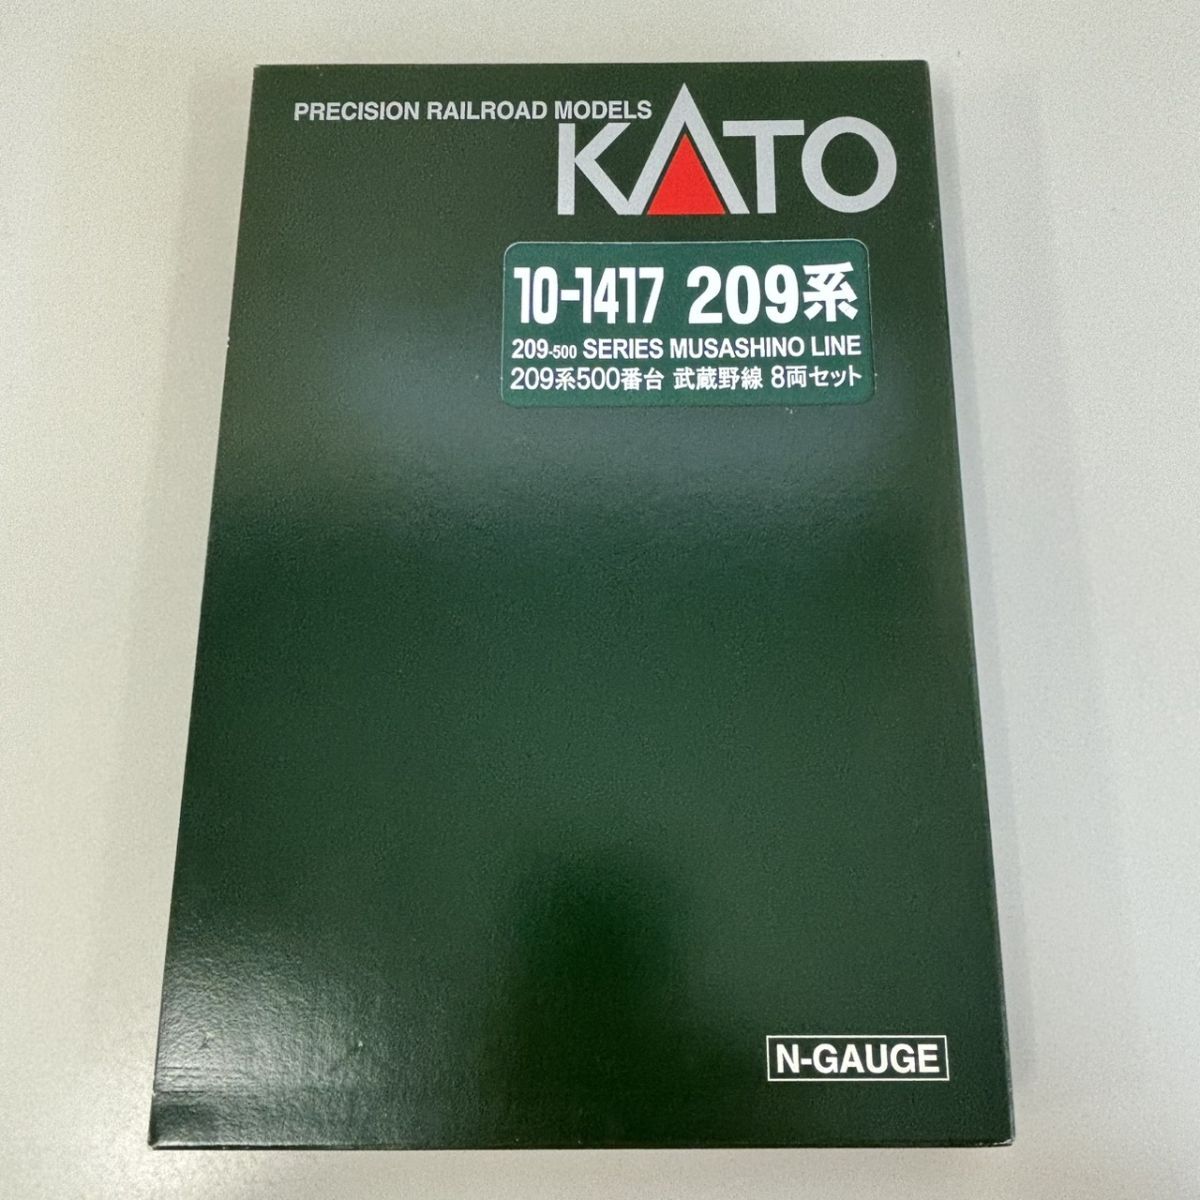 PRECISION RAILROAD MODELS
KATO
10-1417 209系
209-500 SERIES MUSASHINO LINE
209系500番台 武蔵野線 8両セット
N-GAUGE